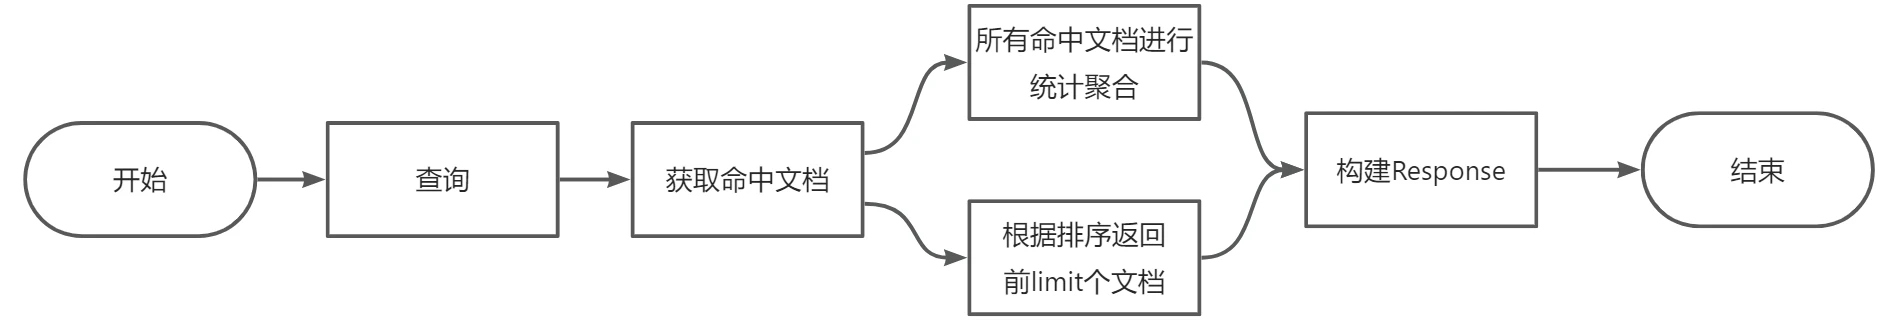 开始
查询
获取命中文档
所有命中文档进行
统计聚合
根据排序返回
前limit个文档
构建Response
结束